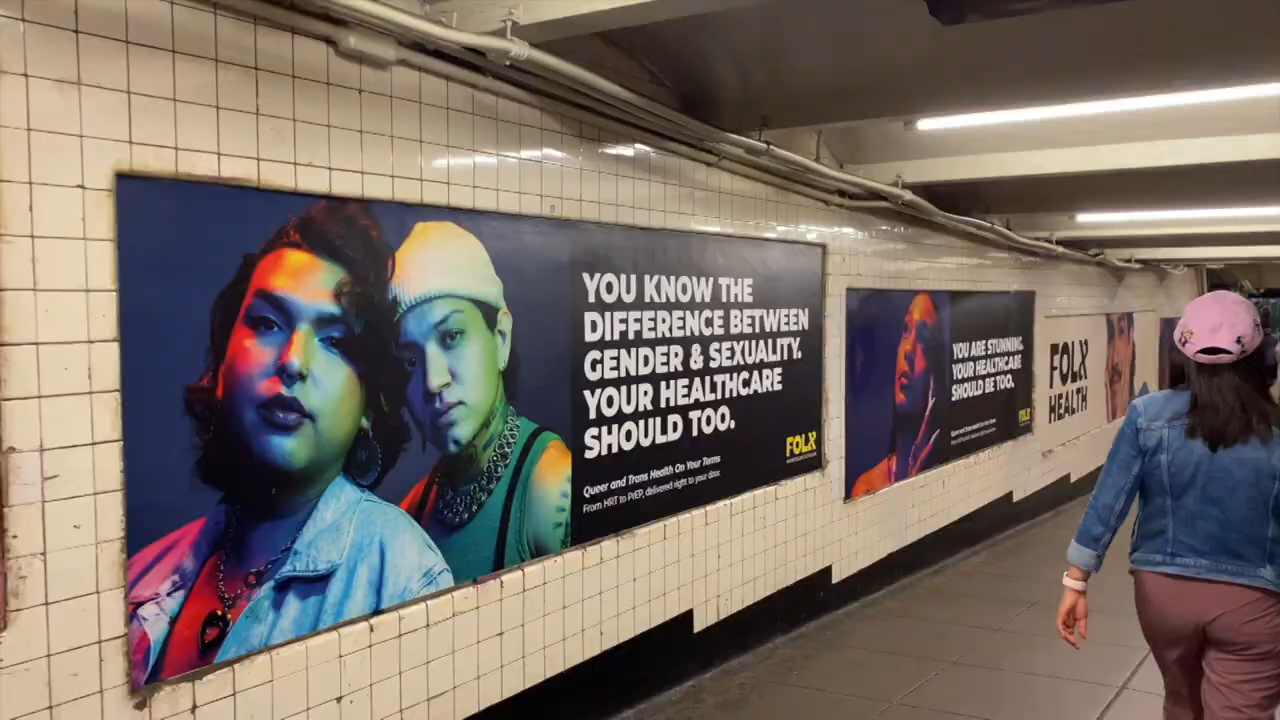 YOU KNOW THE
DIFFERENCE BETWEEN
GENDER & SEXUALITY.
YOUR HEALTHCARE
SHOULD TOO.
Queer and Trans Health On Your Terms
From HRT to PrEP, delivered right to your door.
FOLX
YOU ARE STUNNING.
YOUR HEALTHCARE
SHOULD BE TOO.
FOLX
FOLX
HEALTH